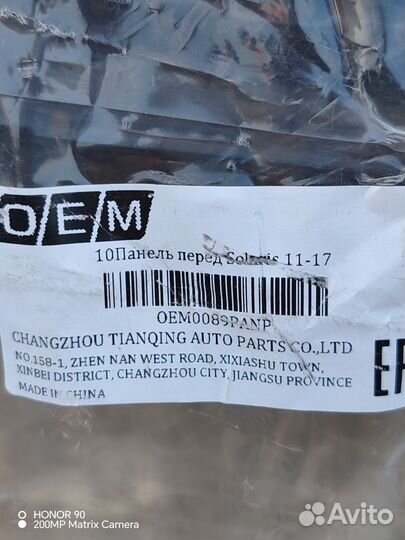 OEM
10Панель перед Solaris 11-17
OEM0089PANP
CHANGZHOU TIANQING AUTO PARTS CO.,LTD
NO.158-1, ZHEN NAN WEST ROAD, XIXIASHU TOWN,
XINBEI DISTRICT, CHANGZHOU CITY, JIANGSU PROVINCE
MADE IN CHINA
HONOR 90
200MP Matrix Camera
Avito